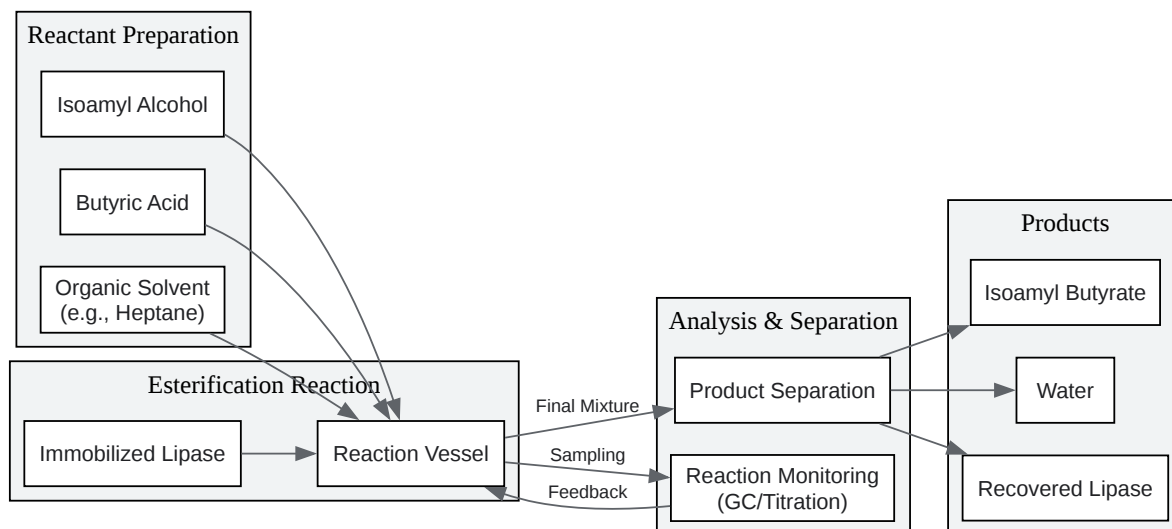 Reactant Preparation
Isoamyl Alcohol
Butyric Acid
Organic Solvent
(e.g., Heptane)
Esterification Reaction
Immobilized Lipase
Reaction Vessel
Final Mixture
Sampling
Feedback
Analysis & Separation
Product Separation
Reaction Monitoring
(GC/Titration)
Products
Isoamyl Butyrate
Water
Recovered Lipase